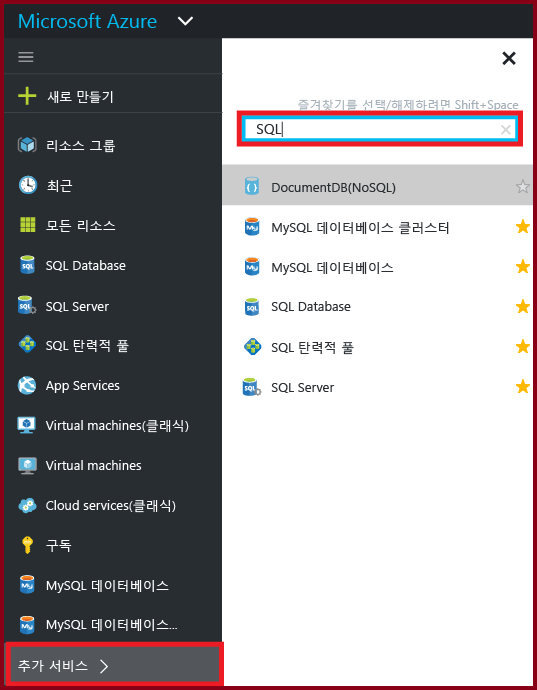 Microsoft Azure
새로 만들기
리소스 그룹
최근
모든 리소스
SQL Database
SQL Server
SQL 탄력적 풀
App Services
Virtual machines(클래식)
Virtual machines
Cloud services(클래식)
구독
MySQL 데이터베이스
MySQL 데이터베이스...
추가 서비스
즐겨찾기를 선택/해제하려면 Shift+Space
SQL
DocumentDB(NoSQL)
MySQL 데이터베이스 클러스터
MySQL 데이터베이스
SQL Database
SQL 탄력적 풀
SQL Server